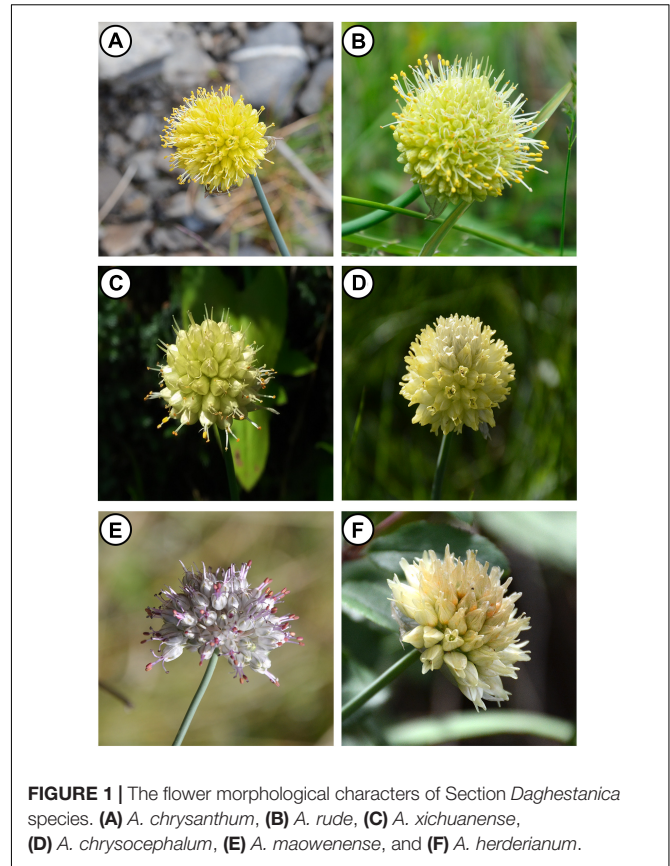 A
B
C
D
E
F
FIGURE 1 | The flower morphological characters of Section Daghestanica
species. (A) A. chrysanthum, (B) A. rude, (C) A. xichuanense,
(D) A. chrysocephalum, (E) A. maowenense, and (F) A. herderianum.